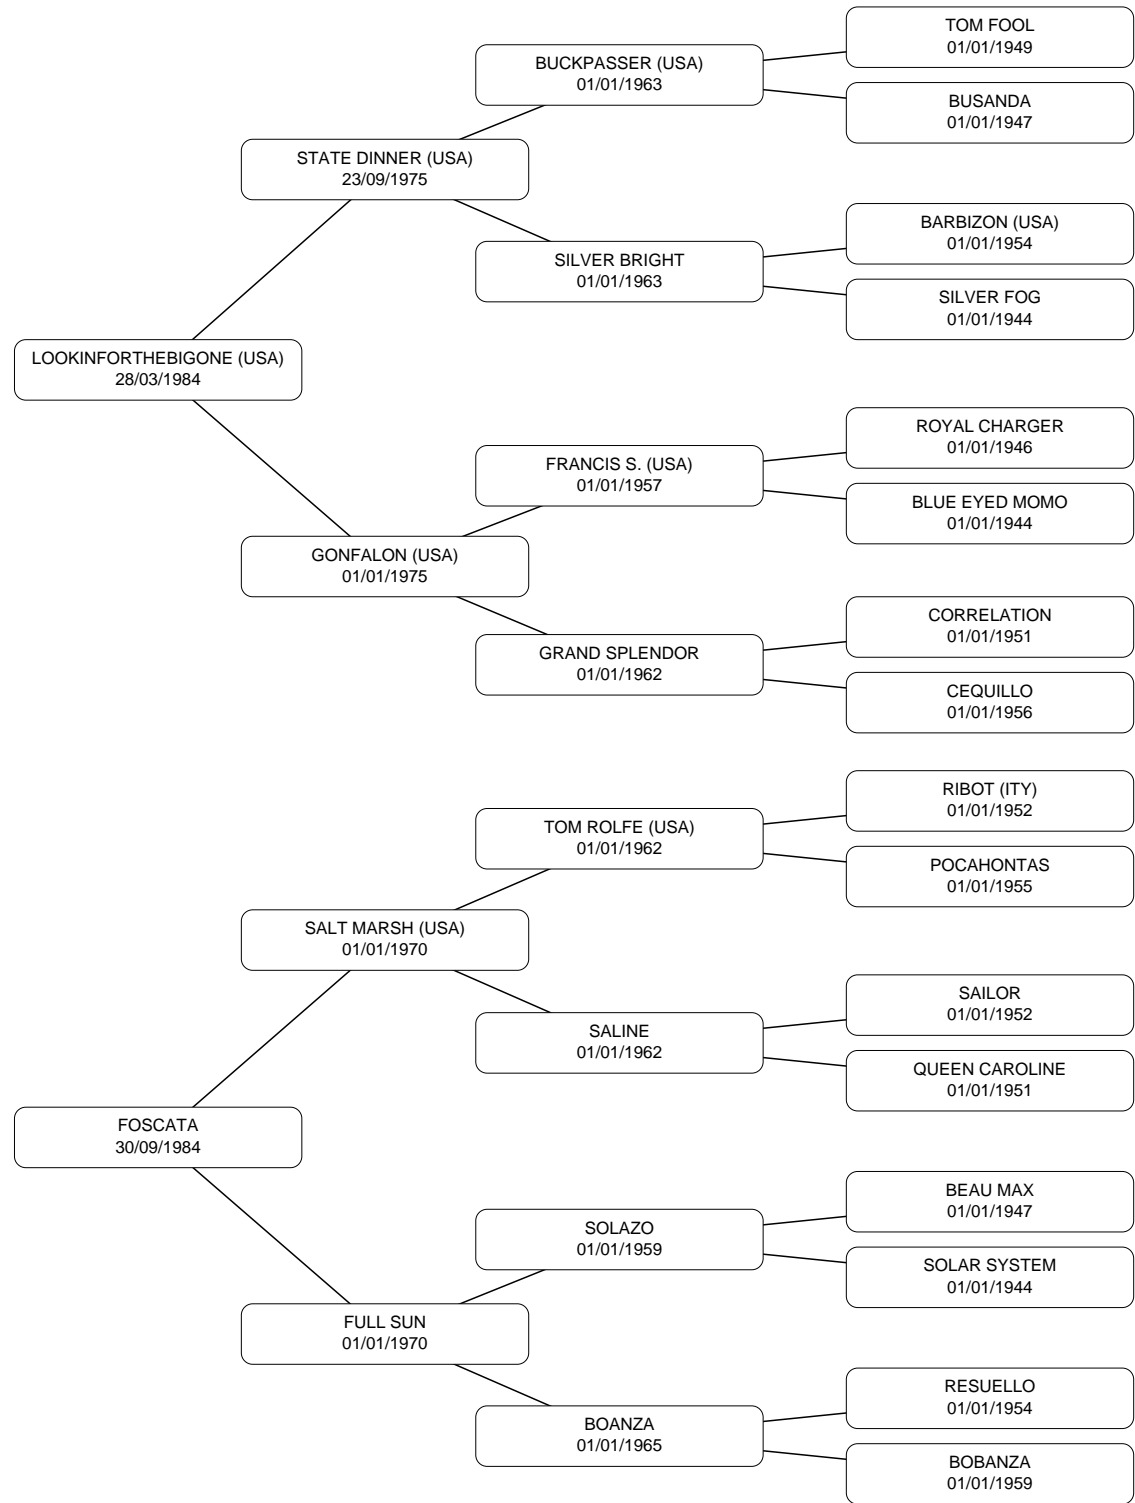 TOM FOOL
01/01/1949
BUCKPASSER (USA)
01/01/1963
BUSANDA
01/01/1947
STATE DINNER (USA)
23/09/1975
BARBIZON (USA)
01/01/1954
SILVER BRIGHT
01/01/1963
SILVER FOG
01/01/1944
LOOKINFORTHEBIGONE (USA)
28/03/1984
ROYAL CHARGER
01/01/1946
FRANCIS S. (USA)
01/01/1957
BLUE EYED MOMO
01/01/1944
GONFALON (USA)
01/01/1975
CORRELATION
01/01/1951
GRAND SPLENDOR
01/01/1962
CEQUILLO
01/01/1956
RIBOT (ITY)
01/01/1952
TOM ROLFE (USA)
01/01/1962
POCAHONTAS
01/01/1955
SALT MARSH (USA)
01/01/1970
SAILOR
01/01/1952
SALINE
01/01/1962
QUEEN CAROLINE
01/01/1951
FOSCATA
30/09/1984
BEAU MAX
01/01/1947
SOLAZO
01/01/1959
SOLAR SYSTEM
01/01/1944
FULL SUN
01/01/1970
RESUELLO
01/01/1954
BOANZA
01/01/1965
BOBANZA
01/01/1959